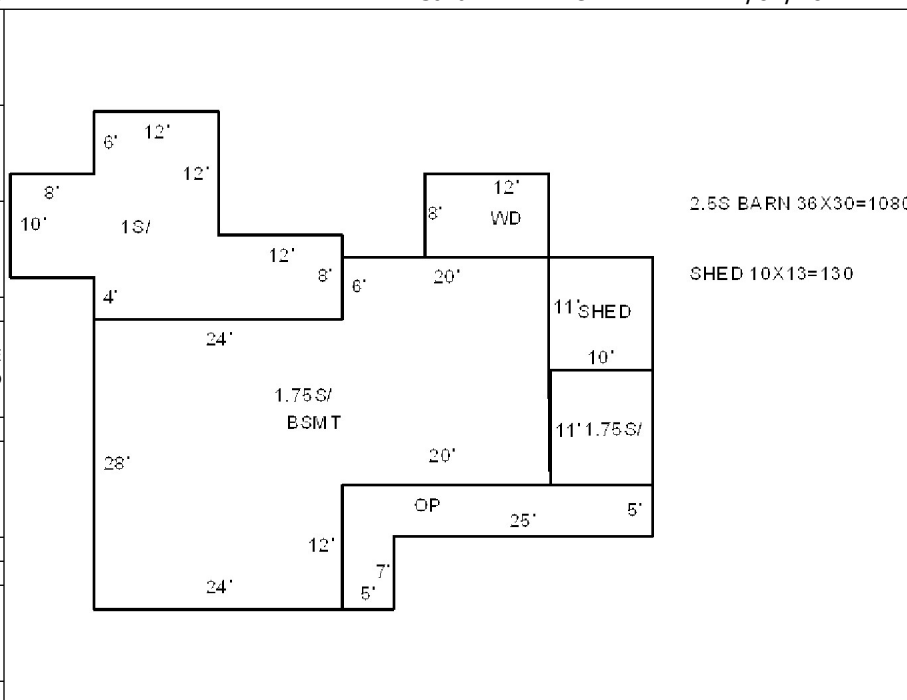 12'
6'
12'
8'
12'
8'
10'
1S/
WD
2.5S BARN 36X30=1080
12'
8'
6'
20'
SHED 10X13=130
4'
11'
SHED
24'
10'
1.75S/
BSMT
11'
1.75S/
28'
20'
OP
25'
5'
12'
7'
24'
5'